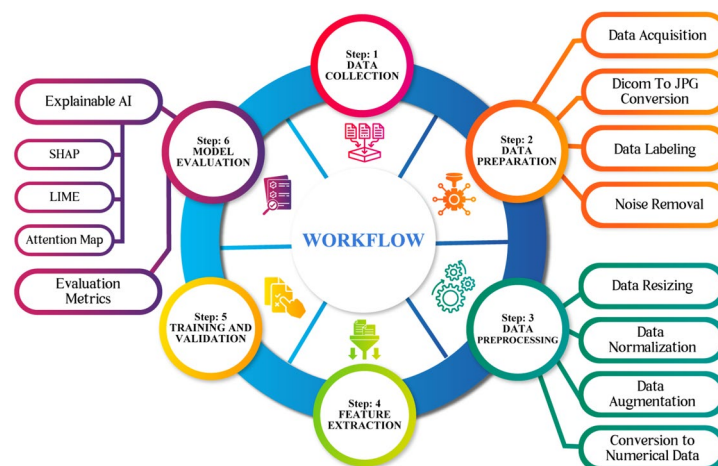 Step: 1
DATA
COLLECTION
Data Acquisition
Dicom To JPG
Conversion
Step: 2
DATA
PREPARATION
Data Labeling
Noise Removal
Explainable AI
Step: 6
MODEL
EVALUATION
SHAP
LIME
Attention Map
Evaluation
Metrics
WORKFLOW
Data Resizing
Step: 3
DATA
PREPROCESSING
Data
Normalization
Data
Augmentation
Conversion to
Numerical Data
Step: 5
TRAINING AND
VALIDATION
Step: 4
FEATURE
EXTRACTION